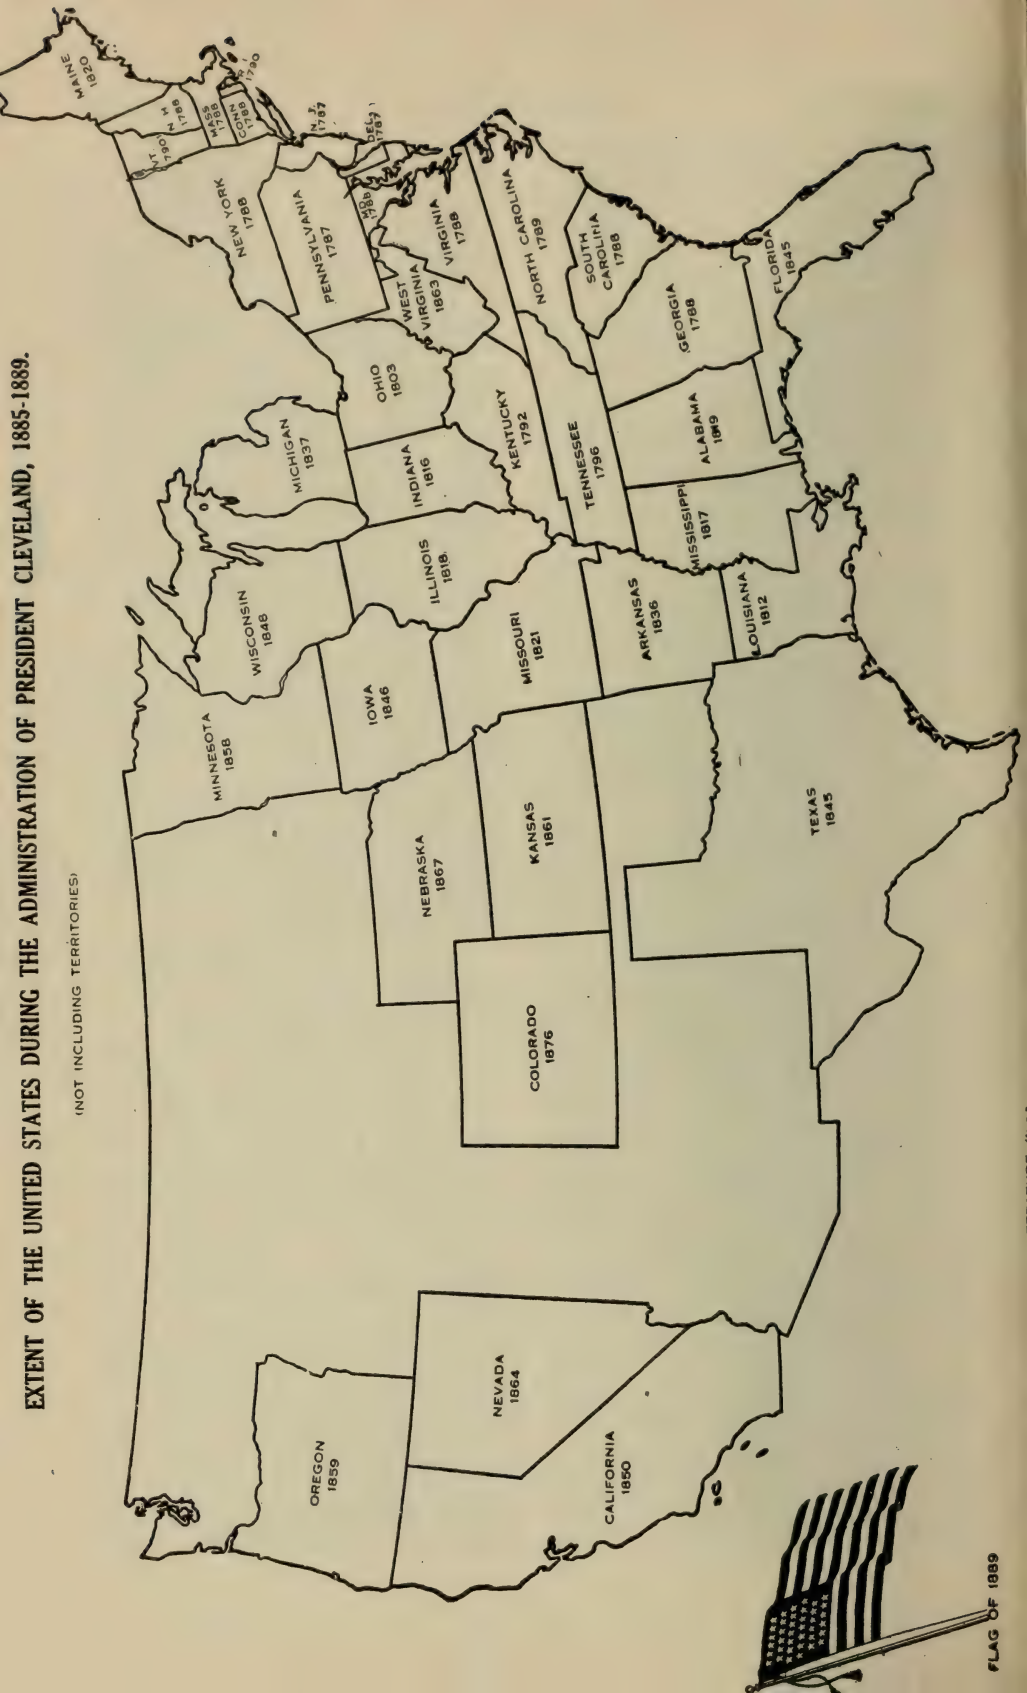 EXTENT OF THE UNITED STATES DURING THE ADMINISTRATION OF PRESIDENT CLEVELAND, 1885-1889.
(NOT INCLUDING TERRITORIES)
OREGON
1859
NEVADA
1864
CALIFORNIA
1850
COLORADO
1876
NEBRASKA
1867
KANSAS
1861
TEXAS
1845
MINNESOTA
1858
IOWA
1846
MISSOURI
1821
ARKANSAS
1836
LOUISIANA
1812
WISCONSIN
1848
ILLINOIS
1818
MICHIGAN
1837
INDIANA
1816
OHIO
1803
KENTUCKY
1792
TENNESSEE
1796
MISSISSIPPI
1817
ALABAMA
1819
GEORGIA
1788
FLORIDA
1845
SOUTH
CAROLINA
1788
NORTH CAROLINA
1789
VIRGINIA
1788
WEST
VIRGINIA
1863
MD.
1788
DEL.
1787
N. J.
1787
PENNSYLVANIA
1787
NEW YORK
1788
VT.
1790
N H
1788
MASS
1788
CONN
1788
R I
1790
MAINE
1820
FLAG OF 1889